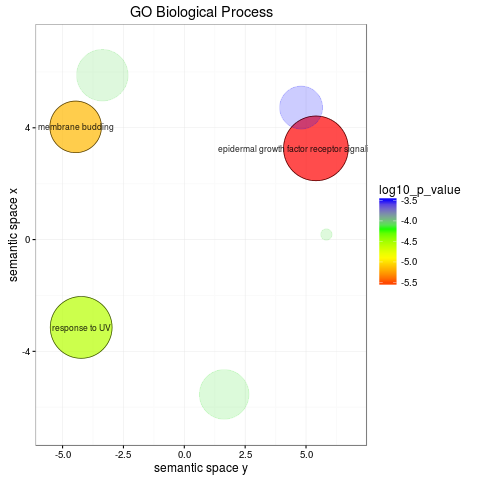 GO Biological Process
membrane budding
epidermal growth factor receptor signali
response to UV
4
0
-4
-5.0
-2.5
0.0
2.5
5.0
semantic space x
semantic space y
log10_p_value
-3.5
-4.0
-4.5
-5.0
-5.5